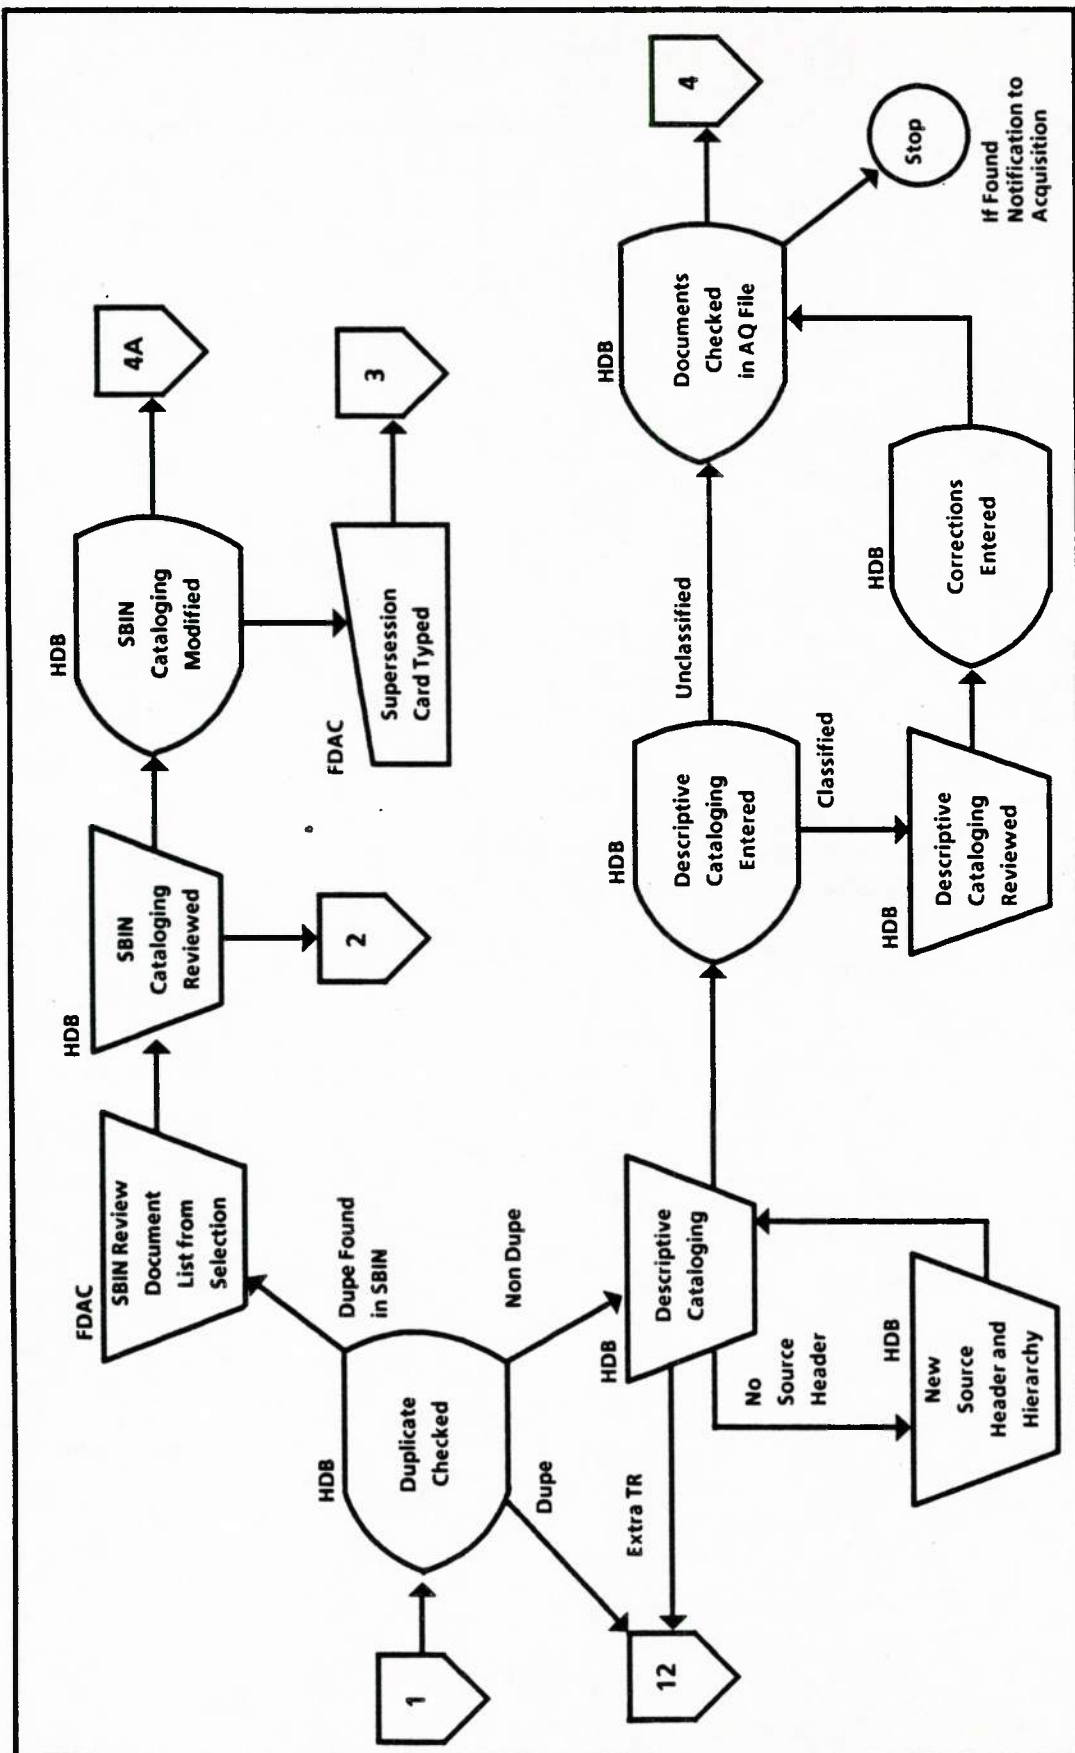 1
HDB
Duplicate
Checked
Dupe Found
in SBIN
Non Dupe
Dupe
12
Extra TR
FDAC
SBIN Review
Document
List from
Selection
HDB
SBIN
Cataloging
Reviewed
2
HDB
SBIN
Cataloging
Modified
4A
FDAC
Supersession
Card Typed
3
HDB
Descriptive
Cataloging
No
Source
Header
HDB
New
Source
Header and
Hierarchy
HDB
Descriptive
Cataloging
Entered
Unclassified
Classified
HDB
Descriptive
Cataloging
Reviewed
HDB
Corrections
Entered
HDB
Documents
Checked
in AQ File
4
Stop
If Found
Notification to
Acquisition